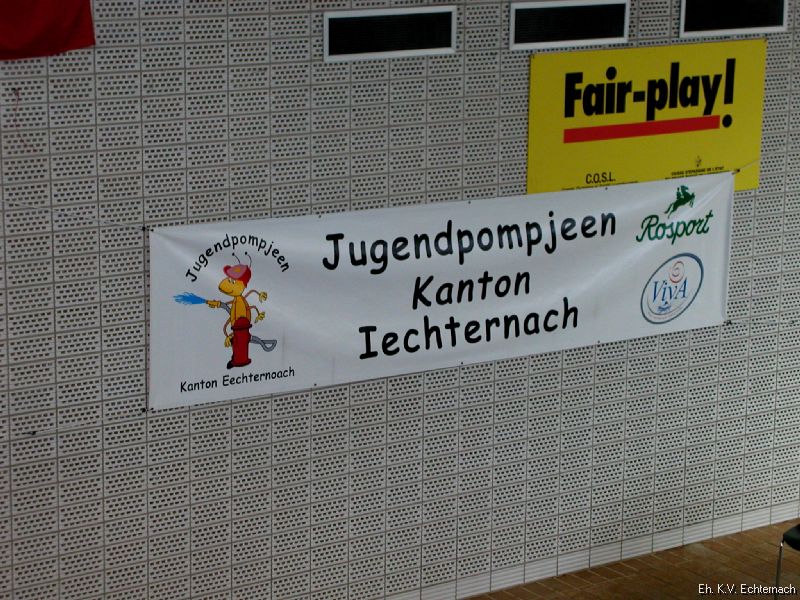 Fair-play!
C.O.S.L.
Jugendpompjeen
Kanton Eechternoach
Jugendpompjeen
Kanton
Iechternach
Rosport
VivA
Eh. K.V. Echternach